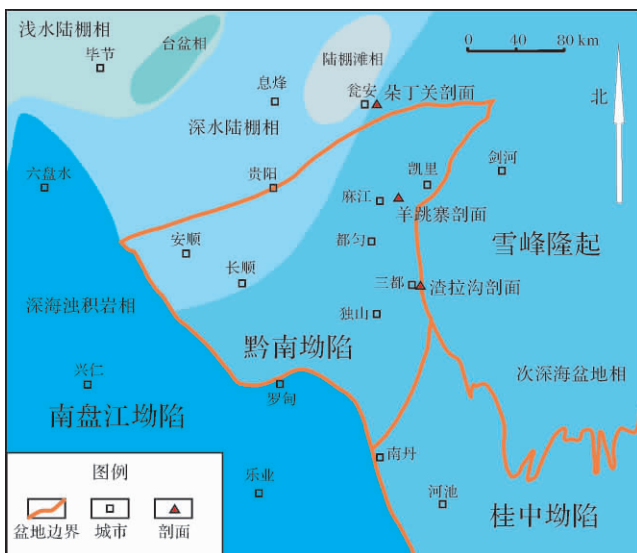 浅水陆棚相
毕节
台盆相
陆棚滩相
0 40 80 km
息烽
瓮安
朵丁关剖面
北
深水陆棚相
六盘水
贵阳
凯里
剑河
麻江
羊跳寨剖面
安顺
都匀
雪峰隆起
长顺
三都
渣拉沟剖面
深海浊积岩相
独山
黔南坳陷
兴仁
罗甸
次深海盆地相
南盘江坳陷
图例
南丹
乐业
河池
桂中坳陷
盆地边界
城市
剖面